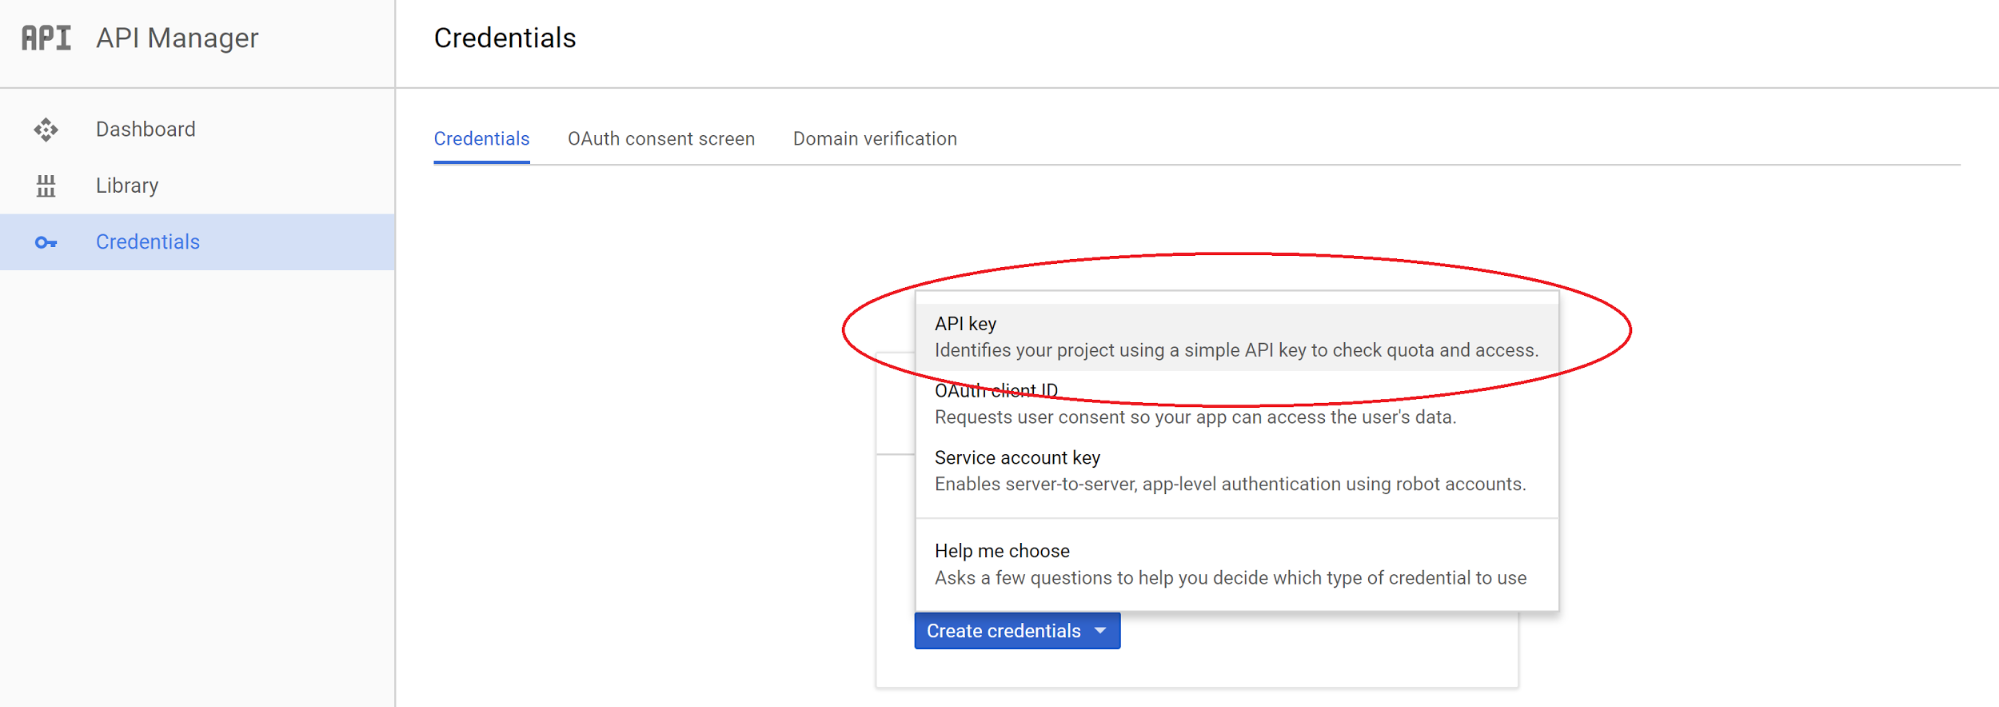 API API Manager
Credentials
Dashboard
Library
Credentials
Credentials OAuth consent screen Domain verification
API key
Identifies your project using a simple API key to check quota and access.
OAuth client ID
Requests user consent so your app can access the user's data.
Service account key
Enables server-to-server, app-level authentication using robot accounts.
Help me choose
Asks a few questions to help you decide which type of credential to use
Create credentials